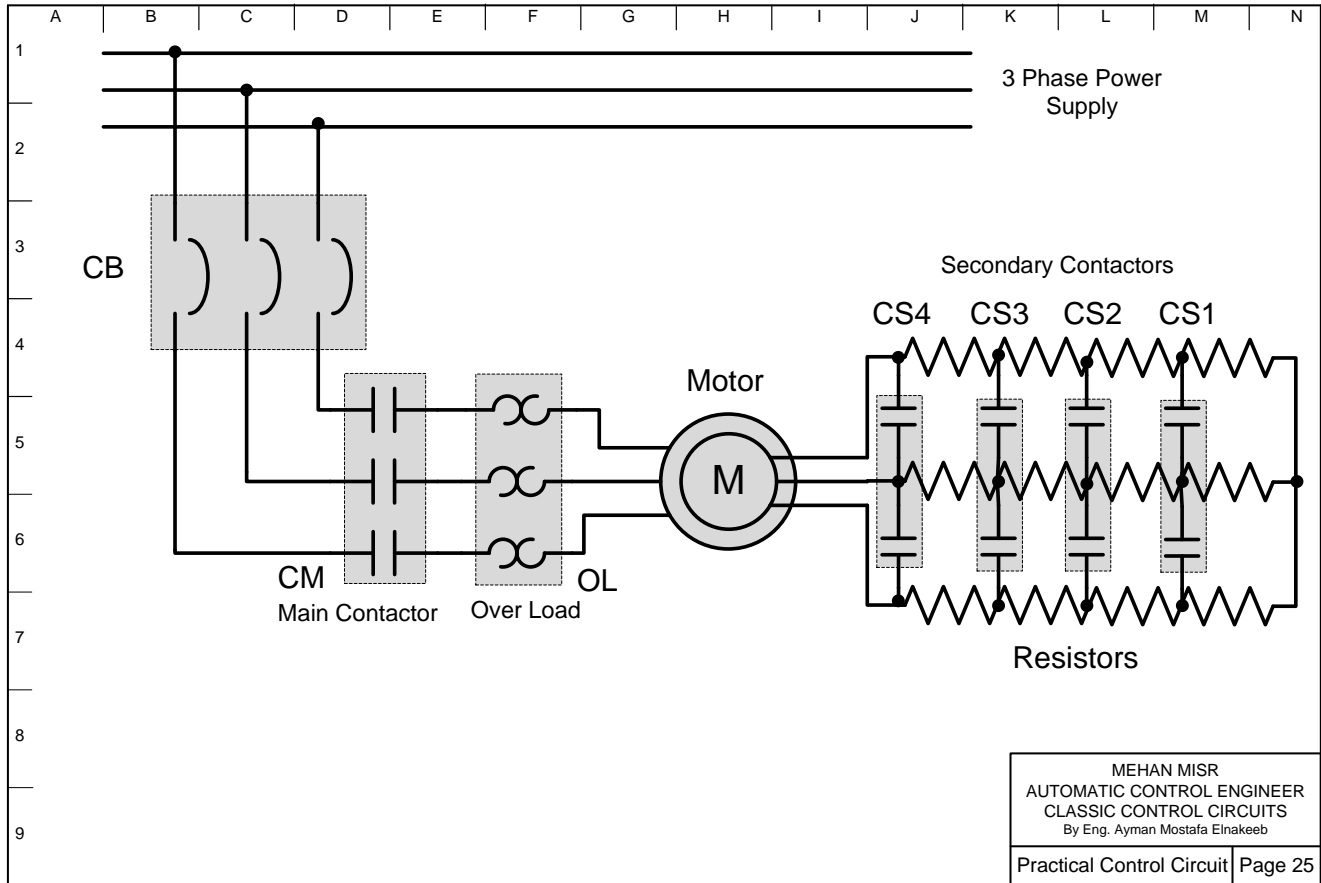 A B C D E F G H I J K L M N
1
2
3
4
5
6
7
8
9
3 Phase Power
Supply
CB
Secondary Contactors
CS4 CS3 CS2 CS1
Motor
M
CM
Main Contactor
Over Load
OL
Resistors
MEHAN MISR
AUTOMATIC CONTROL ENGINEER
CLASSIC CONTROL CIRCUITS
By Eng. Ayman Mostafa Elnakeeb
Practical Control Circuit Page 25